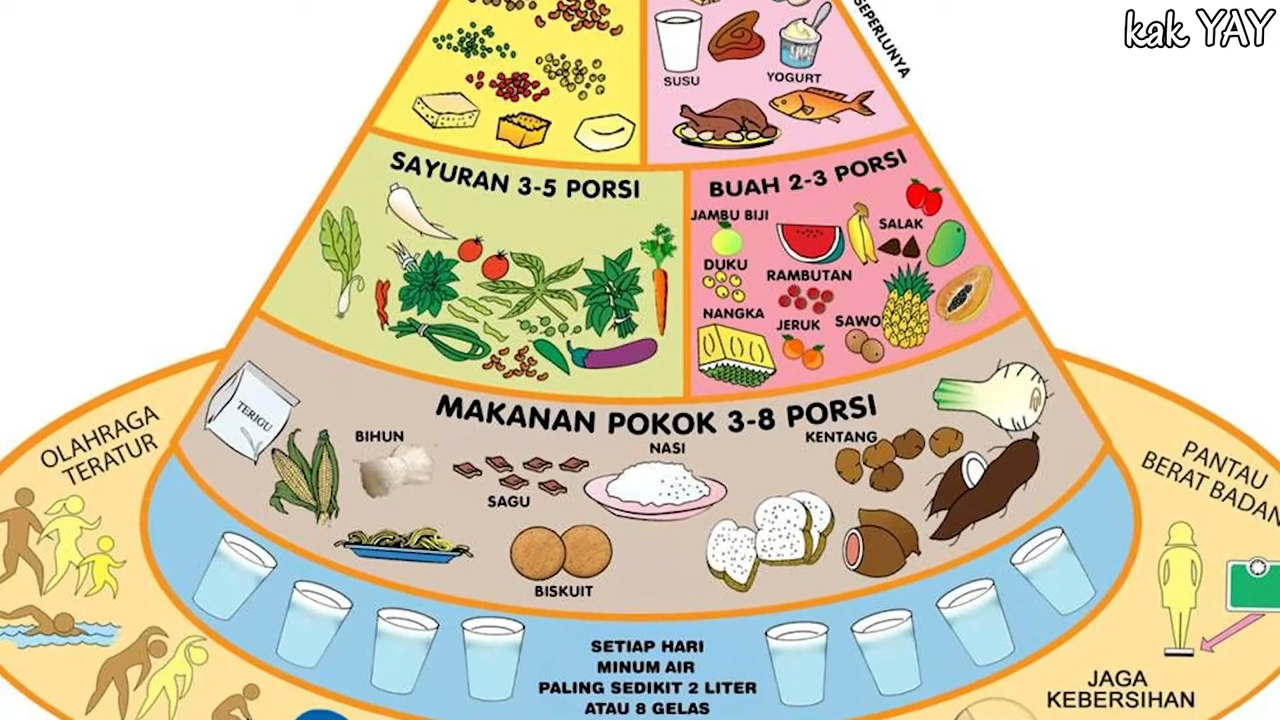 kak YAY
SEPERLUNYA
SUSU
YOGURT
SAYURAN 3-5 PORSI
BUAH 2-3 PORSI
JAMBU BIJI
SALAK
DUKU
RAMBUTAN
NANGKA
JERUK
SAWO
MAKANAN POKOK 3-8 PORSI
TERIGU
BIHUN
NASI
KENTANG
SAGU
BISKUIT
OLAHRAGA
TERATUR
PANTAU
BERAT BADAN
SETIAP HARI
MINUM AIR
PALING SEDIKIT 2 LITER
ATAU 8 GELAS
JAGA
KEBERSIHAN